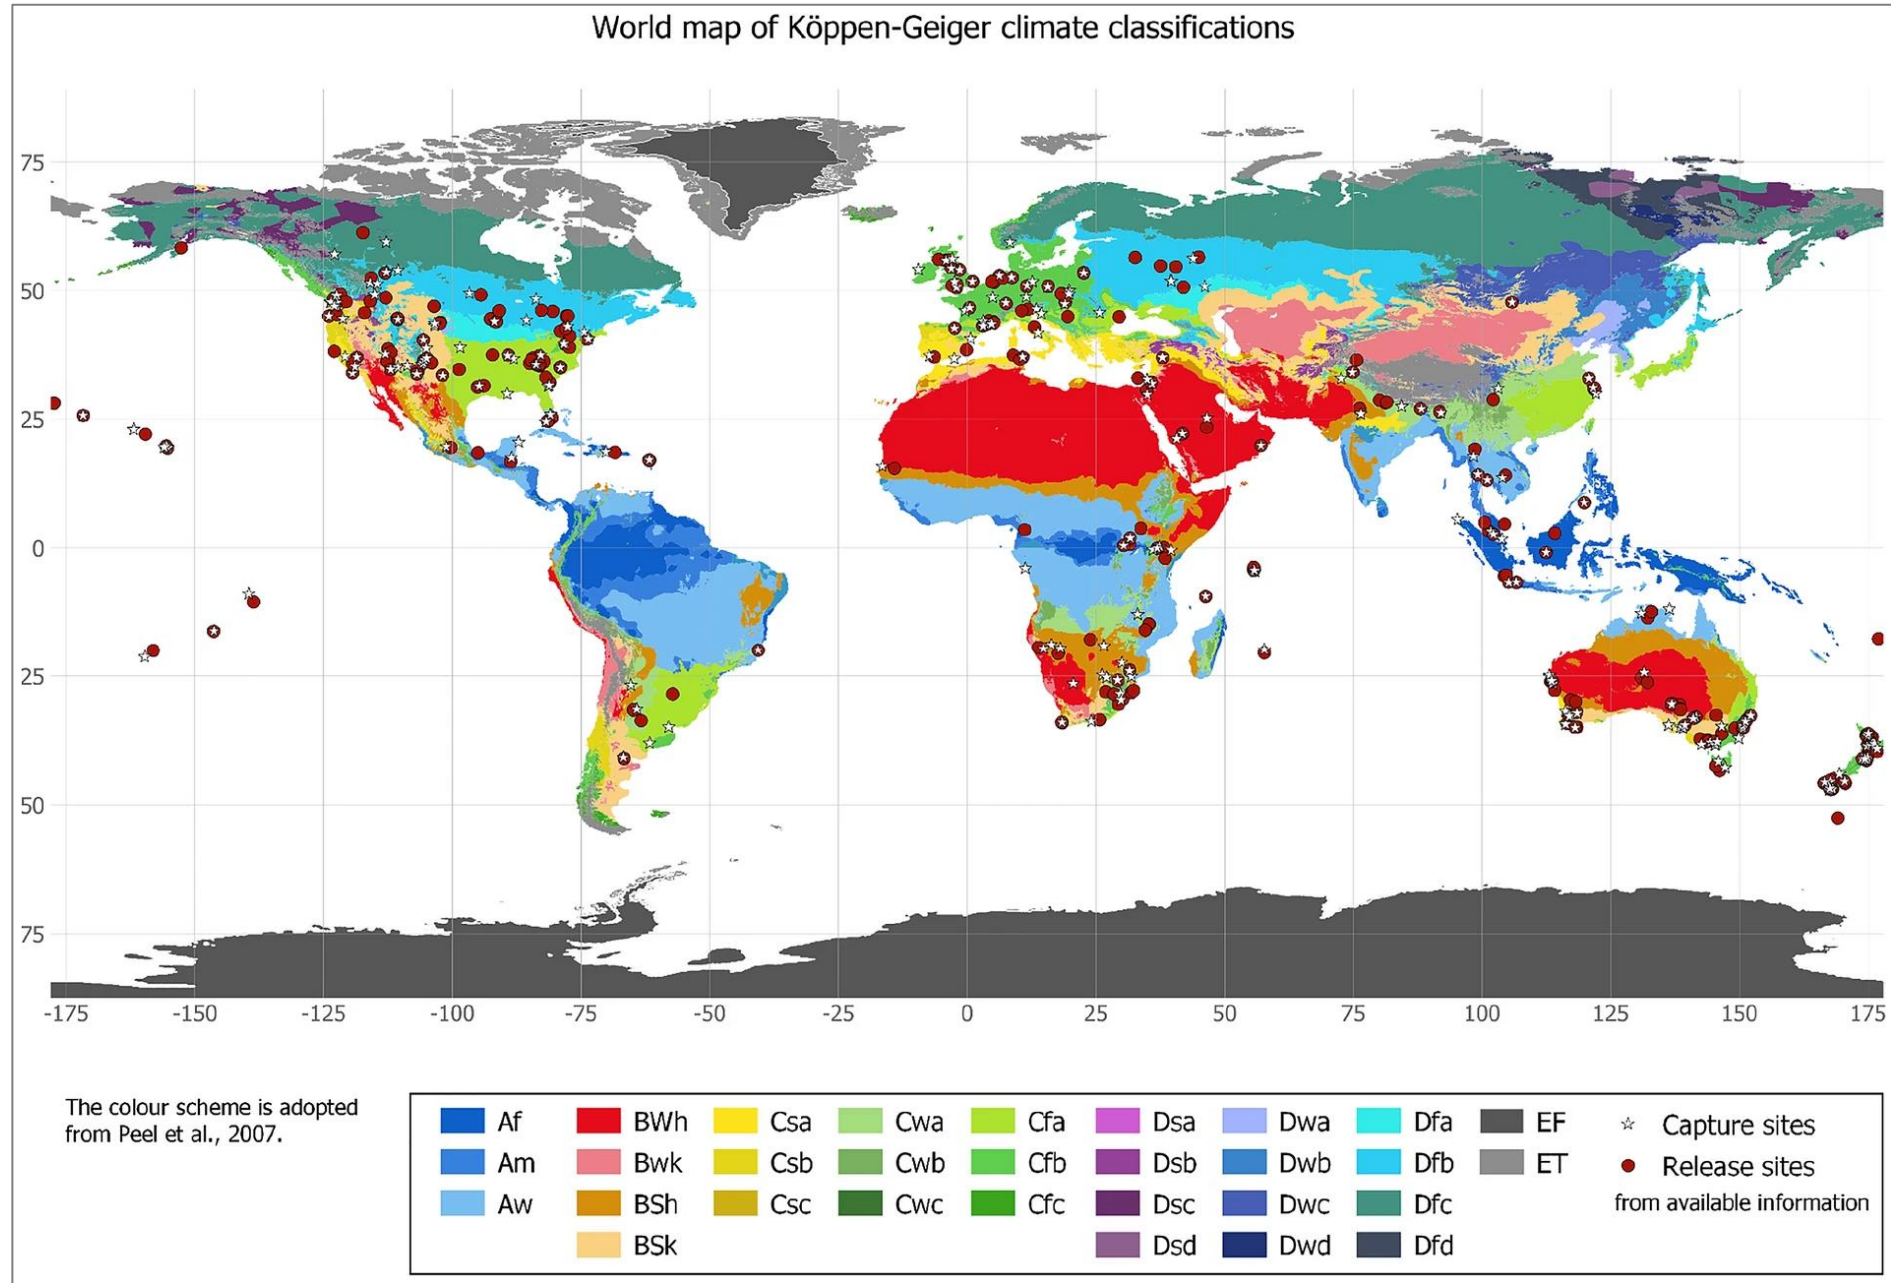 World map of Köppen-Geiger climate classifications
75
50
25
0
25
50
75
-175 -150 -125 -100 -75 -50 -25 0 25 50 75 100 125 150 175
The colour scheme is adopted
from Peel et al., 2007.
Af BWh Csa Cwa Cfa Dsa Dwa Dfa EF Capture sites
Am Bwk Csb Cwb Cfb Dsb Dwb Dfb ET Release sites
Aw BSh Csc Cwc Cfc Dsc Dwc Dfc from available information
BSk Dsd Dwd Dfd